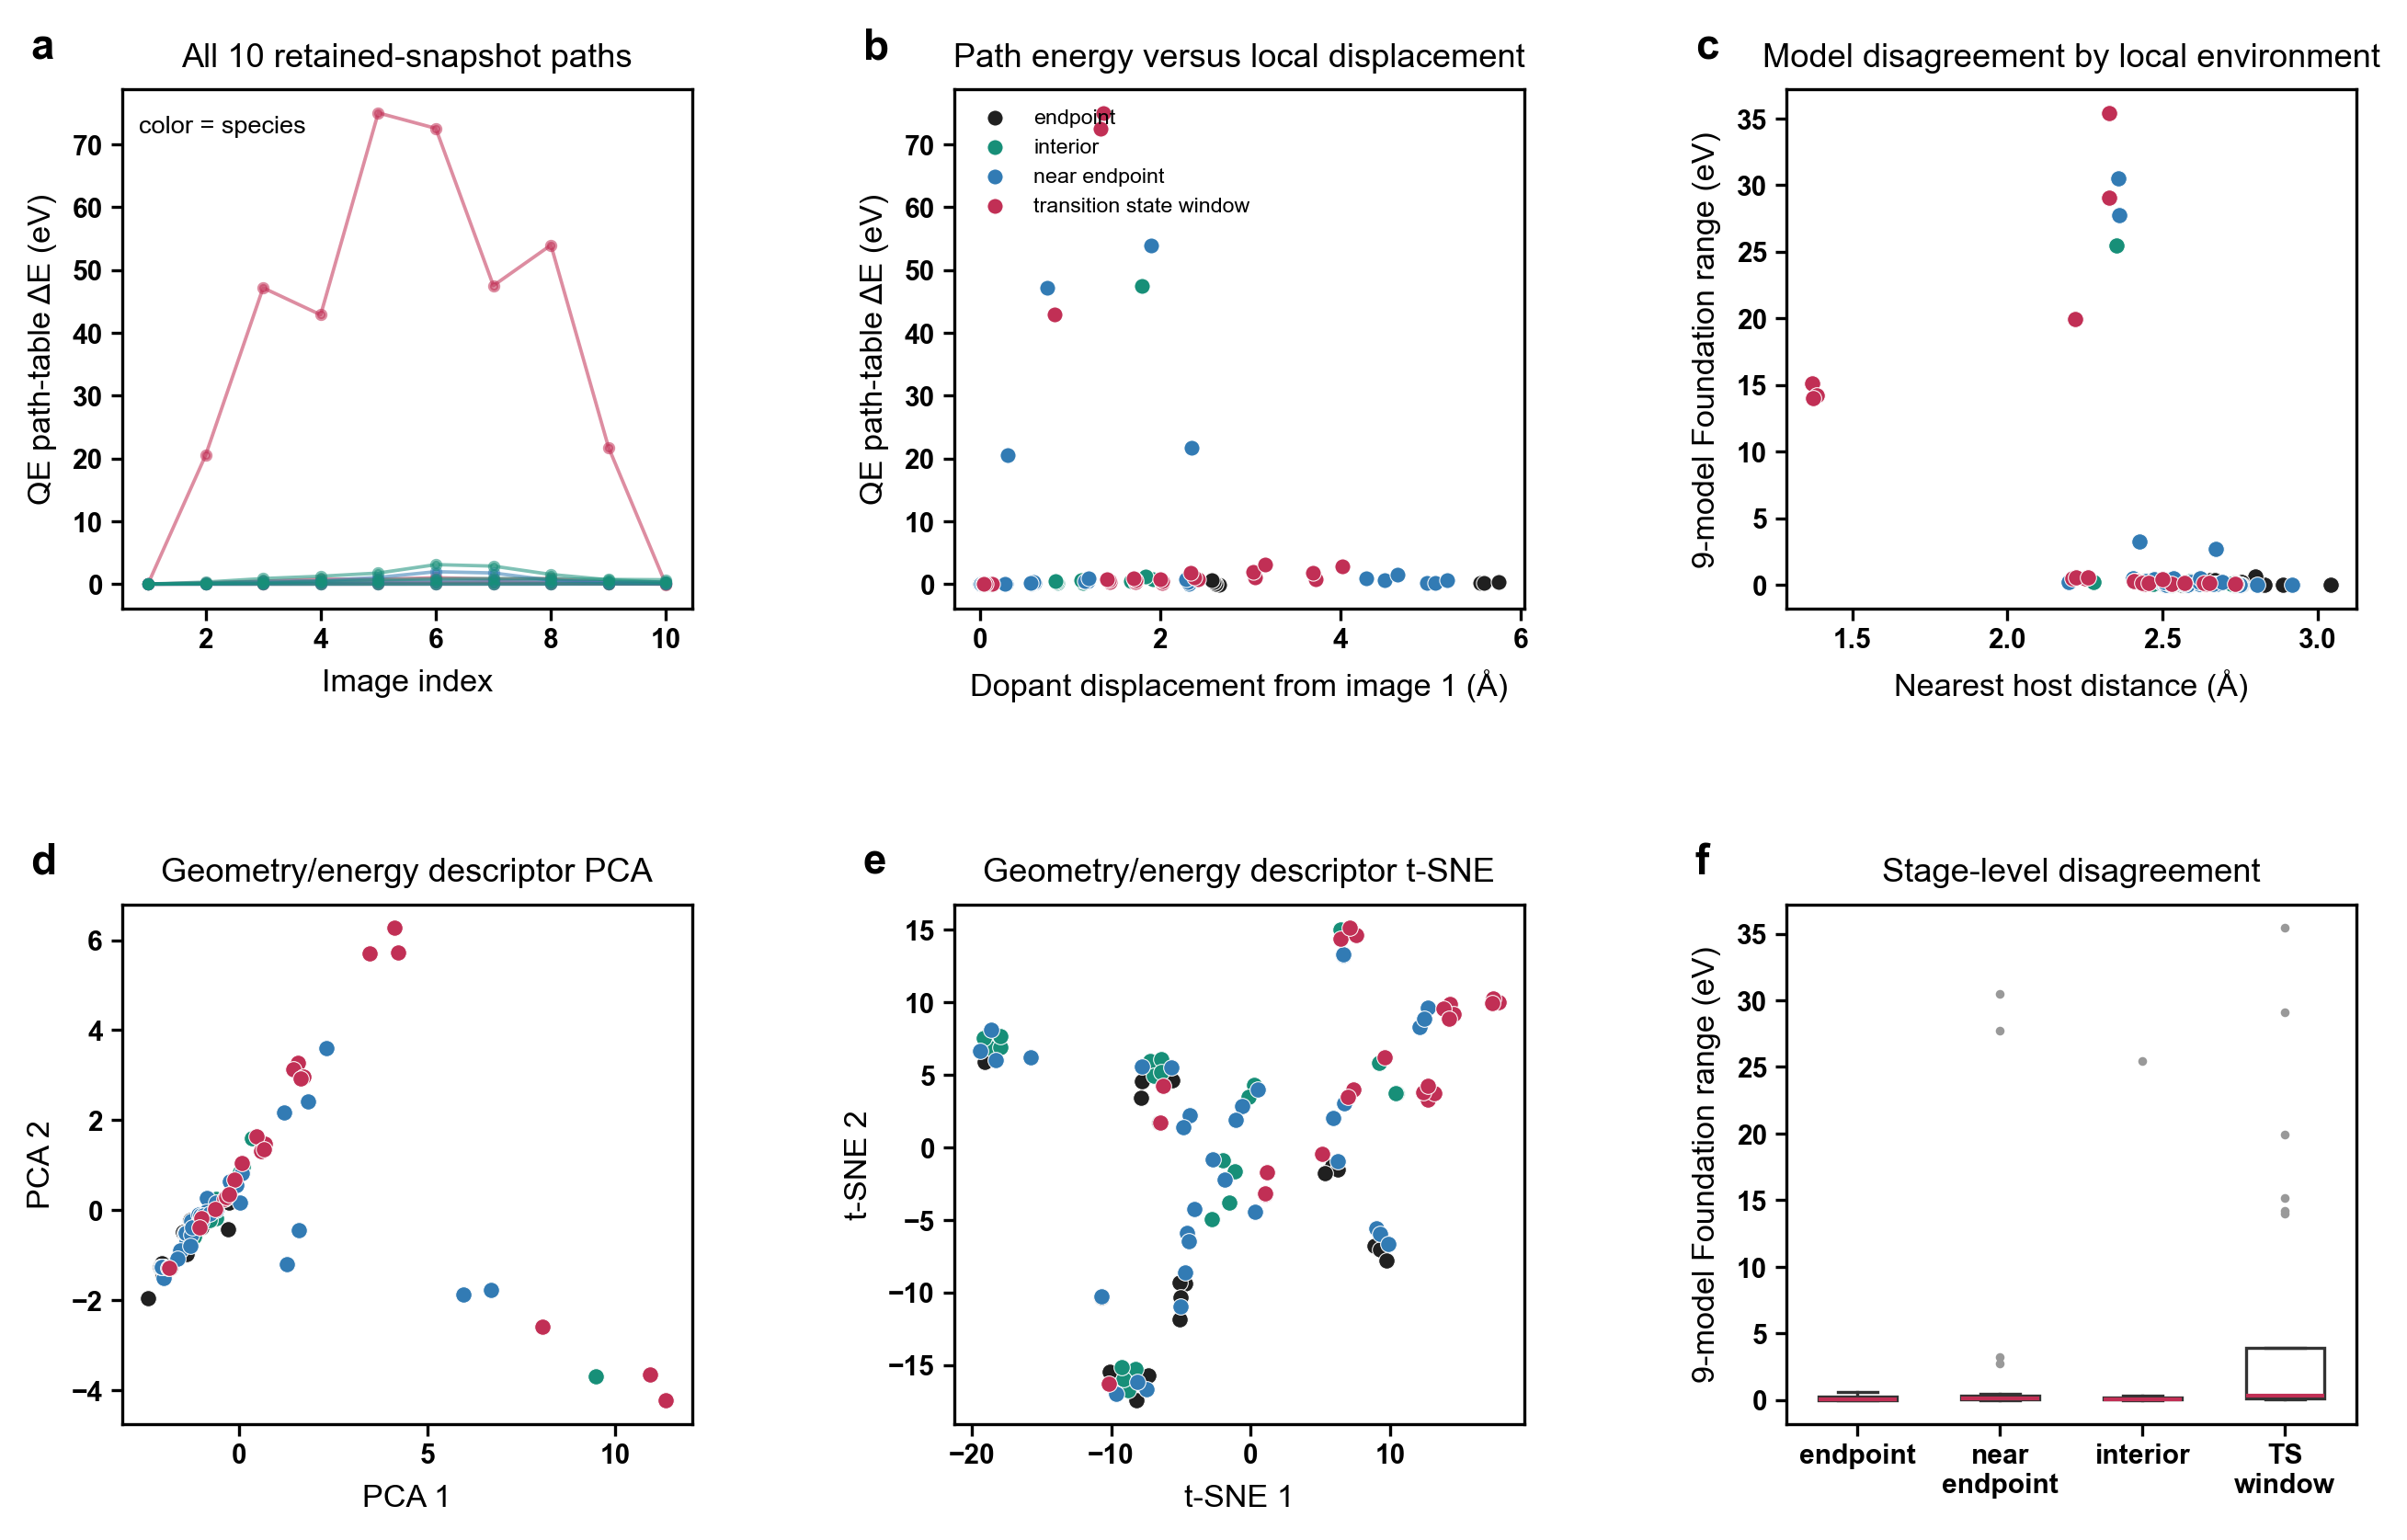 a
All 10 retained-snapshot paths
color = species
QE path-table ΔE (eV)
70
60
50
40
30
20
10
0
2
4
6
8
10
Image index
b
Path energy versus local displacement
endpoint
interior
near endpoint
transition state window
QE path-table ΔE (eV)
70
60
50
40
30
20
10
0
0
2
4
6
Dopant displacement from image 1 (Å)
c
Model disagreement by local environment
9-model Foundation range (eV)
35
30
25
20
15
10
5
0
1.5
2.0
2.5
3.0
Nearest host distance (Å)
d
Geometry/energy descriptor PCA
PCA 2
6
4
2
0
−2
−4
0
5
10
PCA 1
e
Geometry/energy descriptor t-SNE
t-SNE 2
15
10
5
0
−5
−10
−15
−20
−10
0
10
t-SNE 1
f
Stage-level disagreement
9-model Foundation range (eV)
35
30
25
20
15
10
5
0
endpoint
near
endpoint
interior
TS
window